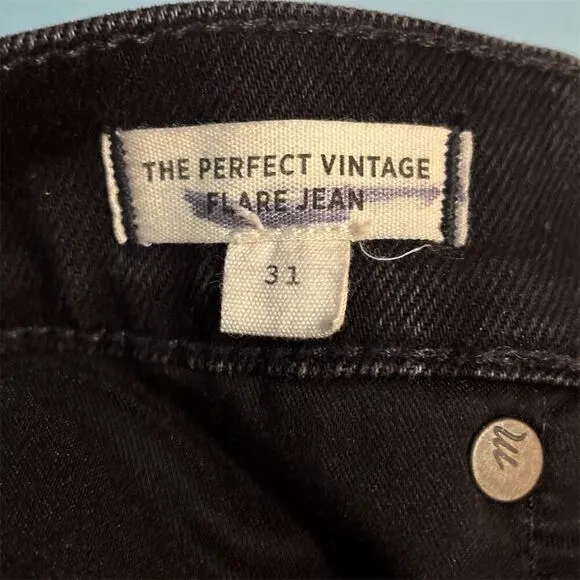 THE PERFECT VINTAGE
FLARE JEAN
31
m